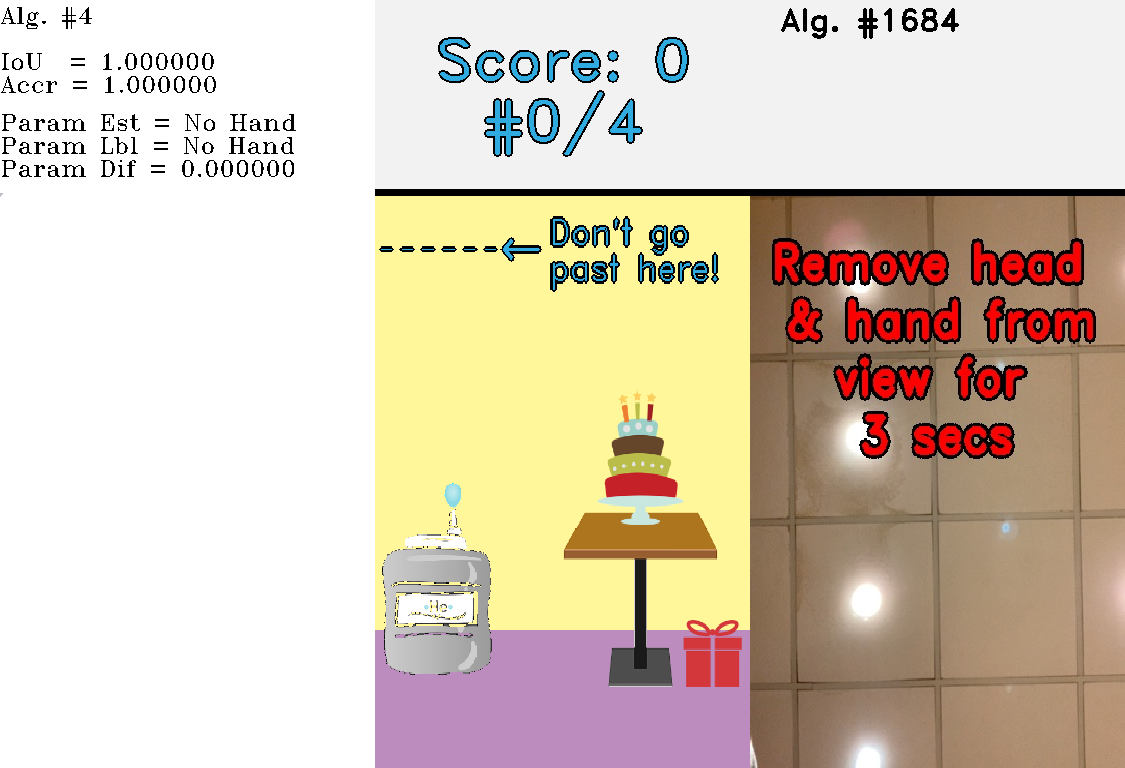 Alg. #4
IoU = 1.000000
Accr = 1.000000
Param Est = No Hand
Param Lbl = No Hand
Param Dif = 0.000000
Score: 0
#0/4
Alg. #1684
Don't go
past here!
Remove head
& hand from
view for
3 secs